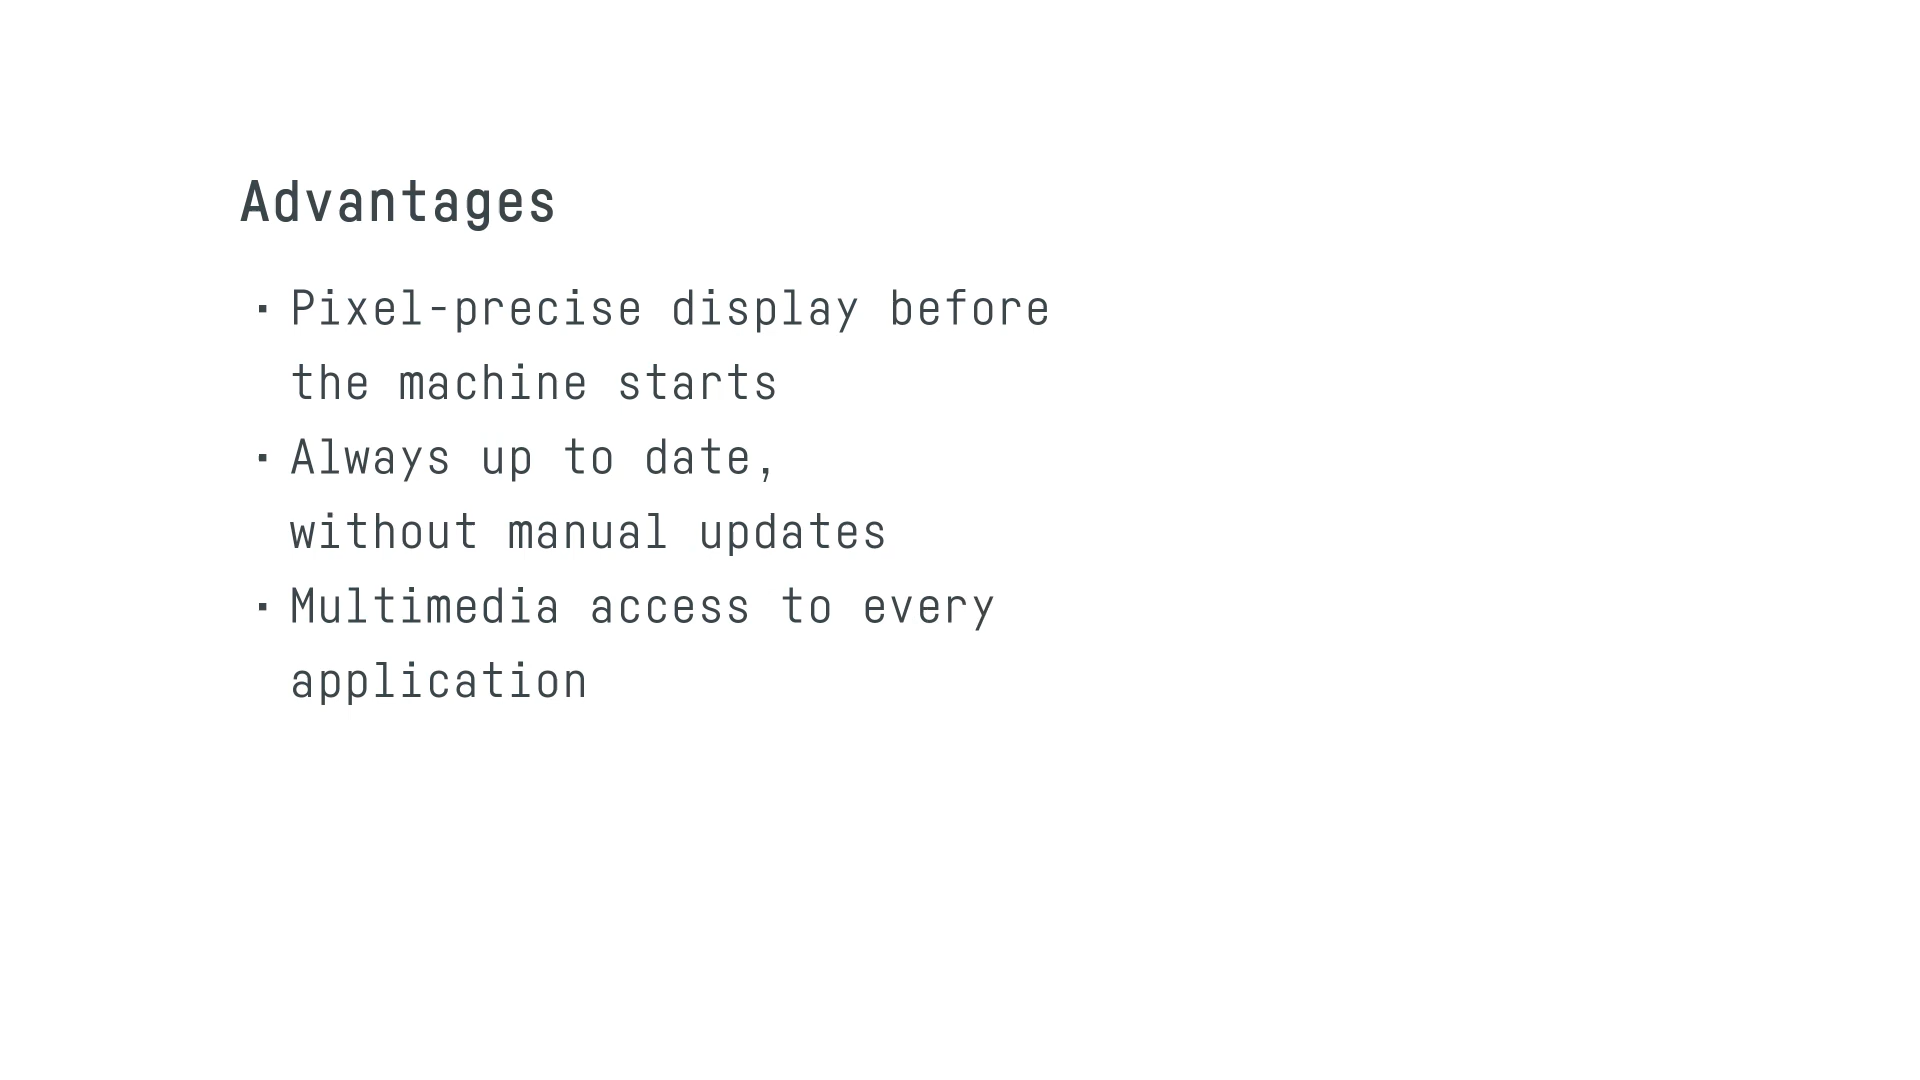 Advantages
▪ Pixel-precise display before
the machine starts
▪ Always up to date,
without manual updates
▪ Multimedia access to every
application